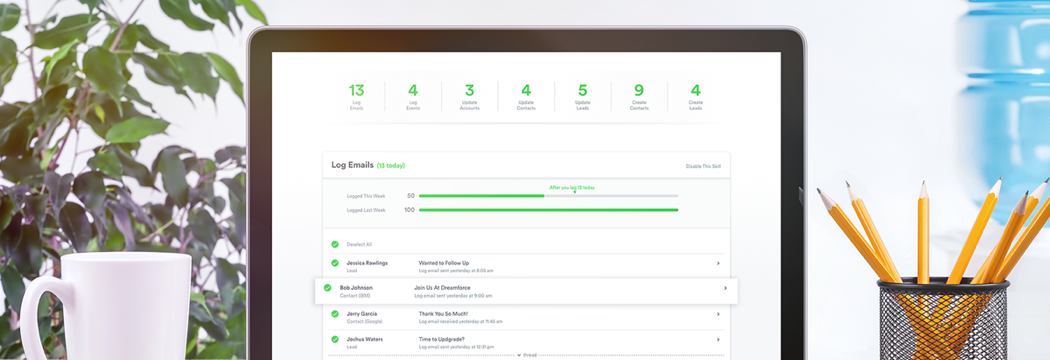 13 4 3 4 5 9 4
Log Emails
Log Events
Update Accounts
Update Contacts
Update Leads
Create Contacts
Create Leads
Log Emails (13 today)
Disable This Skill
After you log 13 today
Logged This Week 50
Logged Last Week 100
Deselect All
Jessica Rawlings Wanted to Follow Up
Lead Log email sent yesterday at 8:00 am
Bob Johnson Join Us At Dreamforce
Contact Log email sent yesterday at 9:00 am
Jerry Garcia Thank You So Much!
Contact (Google) Log email received yesterday at 11:45 am
Joshua Waters Time to Updgrade?
Lead Log email sent yesterday at 12:31 pm
thread